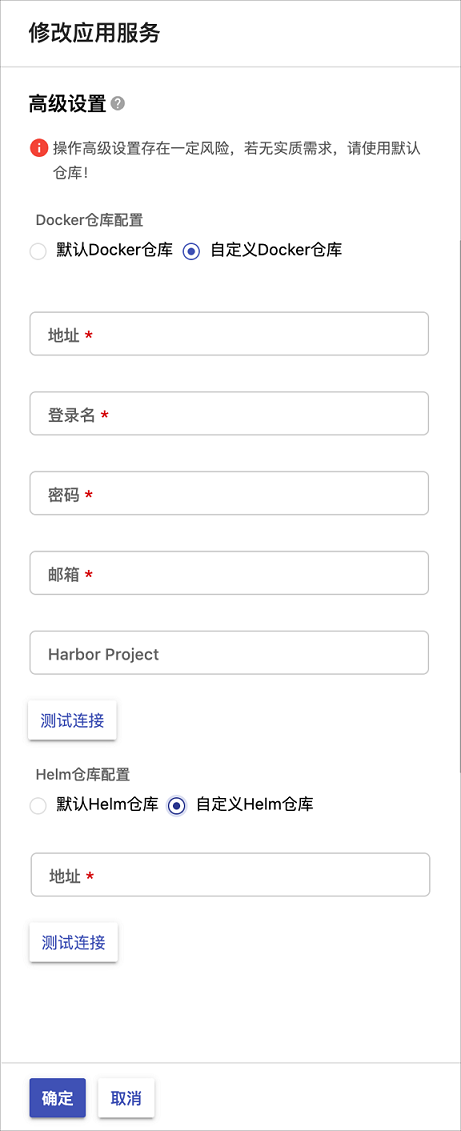 修改应用服务
高级设置 ?
操作高级设置存在一定风险，若无实质需求，请使用默认
仓库！
Docker仓库配置
默认Docker仓库 自定义Docker仓库
地址 *
登录名 *
密码 *
邮箱 *
Harbor Project
测试连接
Helm仓库配置
默认Helm仓库 自定义Helm仓库
地址 *
测试连接
确定 取消